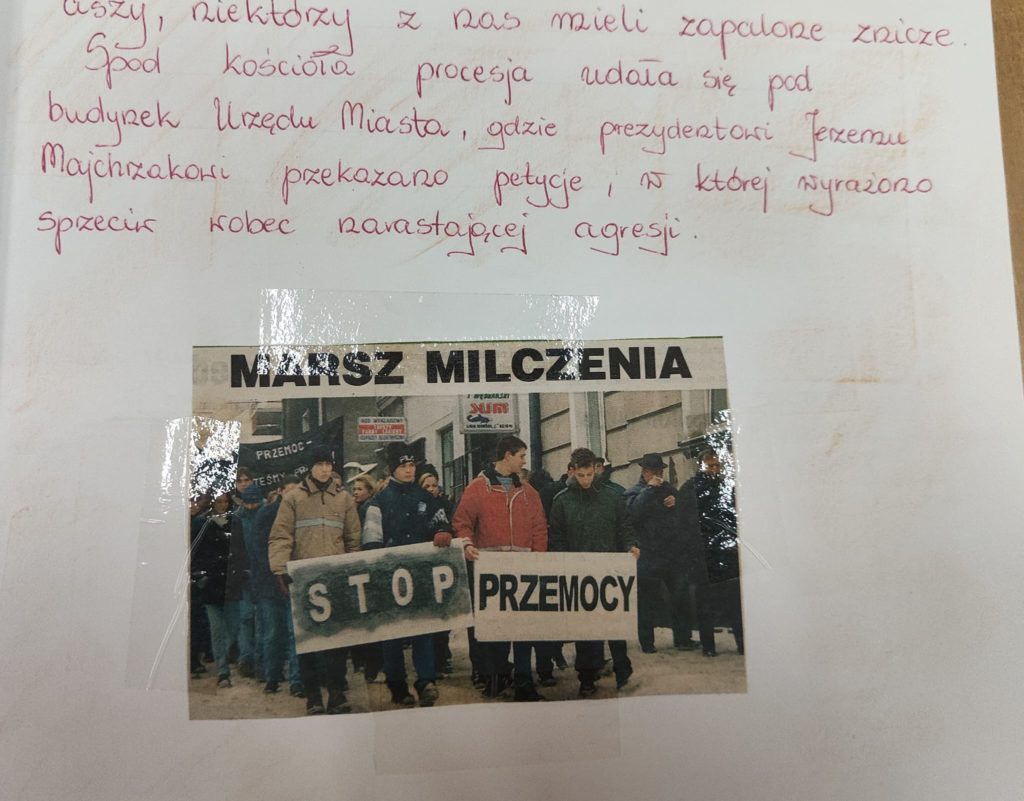 ciszy, niektórzy z nas mieli zapalone znicze.
Spod kościoła procesja udała się pod
budynek Urzędu Miasta, gdzie prezydentowi Jerzemu
Majchrzakowi przekazano petycje, w której wyrażono
sprzeciw wobec narastającej agresji.
MARSZ MILCZENIA
PRZEMOC -
STOP
PRZEMOCY